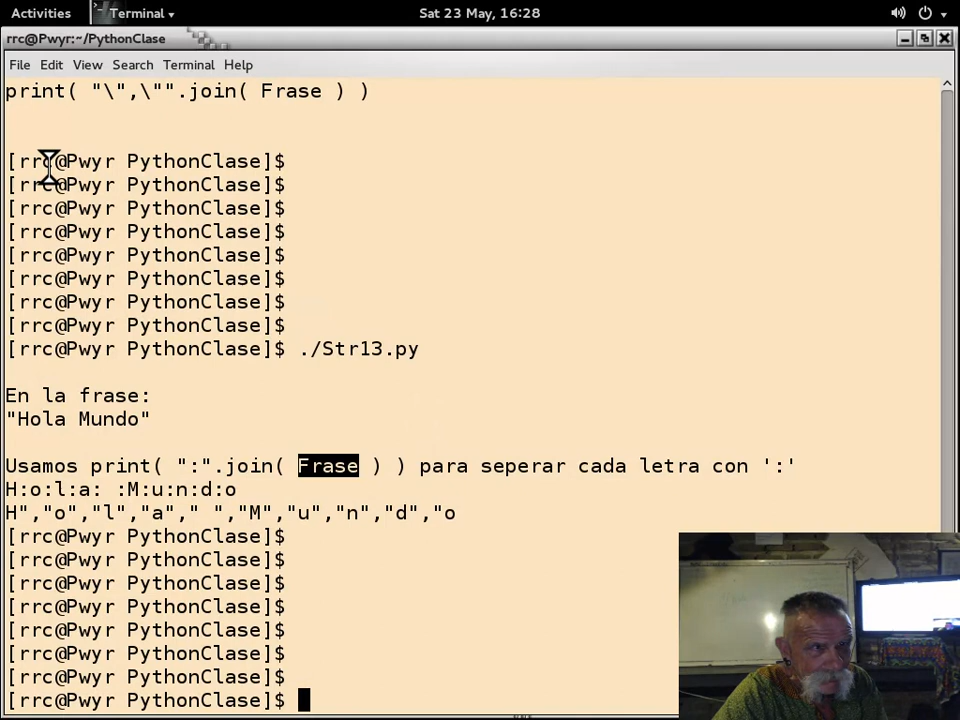 Activities Terminal Sat 23 May, 16:28
rrc@Pwyr:~/PythonClase
File Edit View Search Terminal Help
print( "\",\"".join( Frase ) )
[rrc@Pwyr PythonClase]$
[rrc@Pwyr PythonClase]$
[rrc@Pwyr PythonClase]$
[rrc@Pwyr PythonClase]$
[rrc@Pwyr PythonClase]$
[rrc@Pwyr PythonClase]$
[rrc@Pwyr PythonClase]$
[rrc@Pwyr PythonClase]$
[rrc@Pwyr PythonClase]$ ./Str13.py
En la frase:
"Hola Mundo"
Usamos print( ":".join( Frase ) ) para seperar cada letra con ':'
H:o:l:a: :M:u:n:d:o
H","o","l","a"," ","M","u","n","d","o
[rrc@Pwyr PythonClase]$
[rrc@Pwyr PythonClase]$
[rrc@Pwyr PythonClase]$
[rrc@Pwyr PythonClase]$
[rrc@Pwyr PythonClase]$
[rrc@Pwyr PythonClase]$
[rrc@Pwyr PythonClase]$
[rrc@Pwyr PythonClase]$